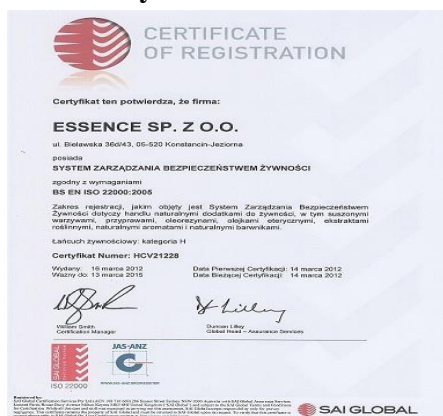 CERTIFICATE
OF REGISTRATION
Certyfikat ten potwierdza, że firma:
ESSENCE SP. Z O.O.
ul. Bielawska 36d/43, 05-520 Konstancin-Jeziorna
posiada
SYSTEM ZARZĄDZANIA BEZPIECZEŃSTWEM ŻYWNOŚCI
zgodny z wymaganiami
BS EN ISO 22000:2005
Zakres rejestracji, jakim objęty jest System Zarządzania Bezpieczeństwem
Żywności dotyczy handlu naturalnymi dodatkami do żywności, w tym suszonymi
warzywami, przyprawami, oleorezynami, olejkami eterycznymi, ekstraktami
roślinnymi, naturalnymi aromatami i naturalnymi barwnikami.
Łańcuch żywnościowy: kategoria H
Certyfikat Numer: HCV21228
Wydany: 16 marca 2012 Data Pierwszej Certyfikacji: 14 marca 2012
Ważny do: 13 marca 2015 Data Bieżącej Certyfikacji: 14 marca 2012
William Smith Duncan Lilley
Certification Manager Global Head – Assurance Services
SAI GLOBAL
JAS-ANZ
ISO 22000
SAI GLOBAL